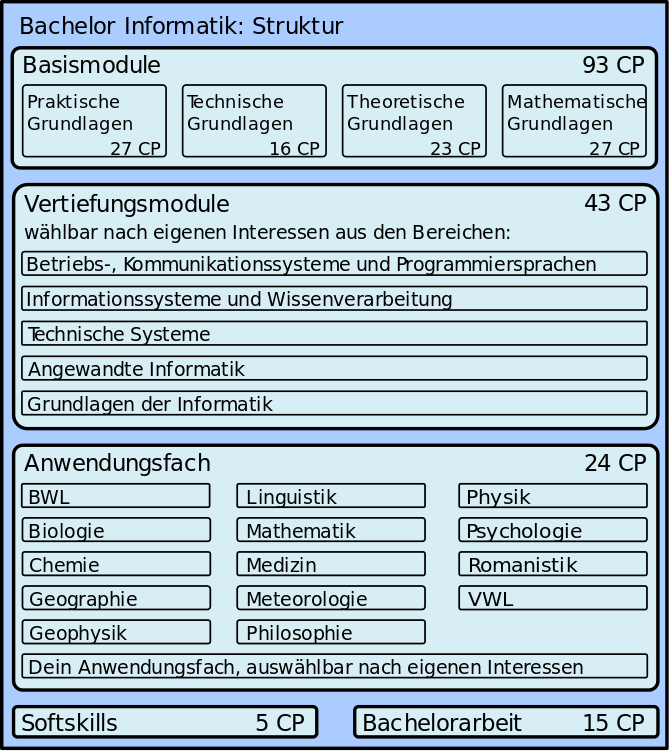 Bachelor Informatik: Struktur
Basismodule 93 CP
Praktische Grundlagen 27 CP
Technische Grundlagen 16 CP
Theoretische Grundlagen 23 CP
Mathematische Grundlagen 27 CP
Vertiefungsmodule 43 CP
wählbar nach eigenen Interessen aus den Bereichen:
Betriebs-, Kommunikationssysteme und Programmiersprachen
Informationssysteme und Wissenverarbeitung
Technische Systeme
Angewandte Informatik
Grundlagen der Informatik
Anwendungsfach 24 CP
BWL
Biologie
Chemie
Geographie
Geophysik
Linguistik
Mathematik
Medizin
Meteorologie
Philosophie
Physik
Psychologie
Romanistik
VWL
Dein Anwendungsfach, auswählbar nach eigenen Interessen
Softskills 5 CP
Bachelorarbeit 15 CP